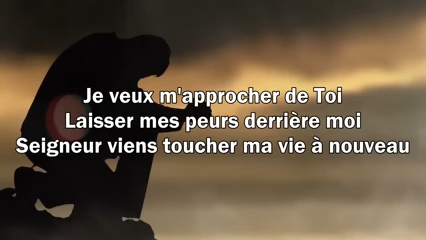 Je veux m'approcher de Toi
Laisser mes peurs derrière moi
Seigneur viens toucher ma vie à nouveau